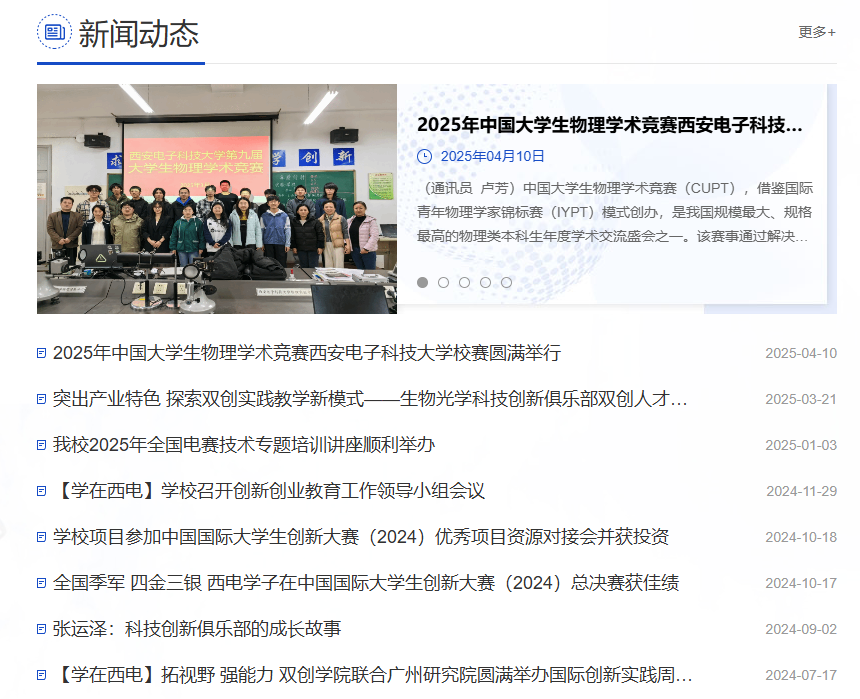 新闻动态
更多+
西安电子科技大学第九届
大学生物理学术竞赛
求
学 创 新
2025年中国大学生物理学术竞赛西安电子科技...
2025年04月10日
（通讯员 卢芳）中国大学生物理学术竞赛（CUPT），借鉴国际
青年物理学家锦标赛（IYPT）模式创办，是我国规模最大、规格
最高的物理类本科生年度学术交流盛会之一。该赛事通过解决...
2025年中国大学生物理学术竞赛西安电子科技大学校赛圆满举行 2025-04-10
突出产业特色 探索双创实践教学新模式——生物光学科技创新俱乐部双创人才... 2025-03-21
我校2025年全国电赛技术专题培训讲座顺利举办 2025-01-03
【学在西电】学校召开创新创业教育工作领导小组会议 2024-11-29
学校项目参加中国国际大学生创新大赛（2024）优秀项目资源对接会并获投资 2024-10-18
全国季军 四金三银 西电学子在中国国际大学生创新大赛（2024）总决赛获佳绩 2024-10-17
张运泽：科技创新俱乐部的成长故事 2024-09-02
【学在西电】拓视野 强能力 双创学院联合广州研究院圆满举办国际创新实践周... 2024-07-17